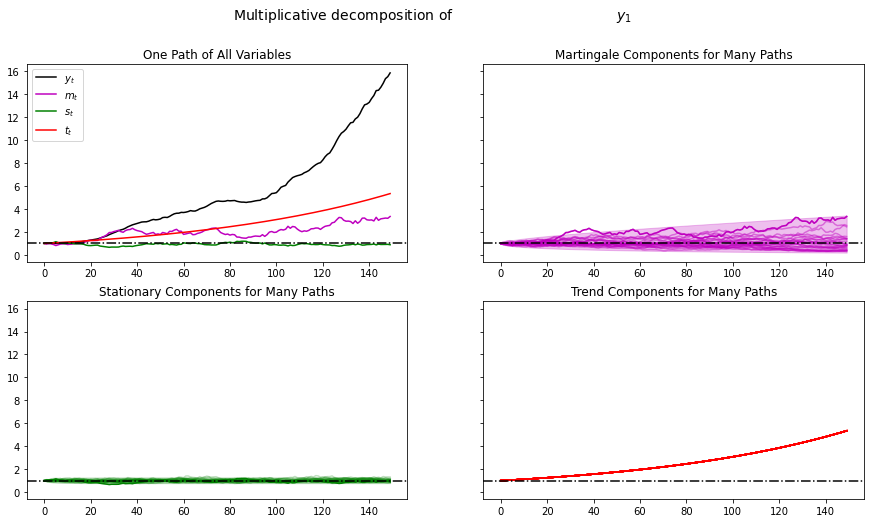 Multiplicative decomposition of y₁
One Path of All Variables
Martingale Components for Many Paths
16
14
12
10
8
6
4
2
0
yₜ
mₜ
sₜ
tₜ
0 20 40 60 80 100 120 140
0 20 40 60 80 100 120 140
Stationary Components for Many Paths
Trend Components for Many Paths
16
14
12
10
8
6
4
2
0
0 20 40 60 80 100 120 140
0 20 40 60 80 100 120 140